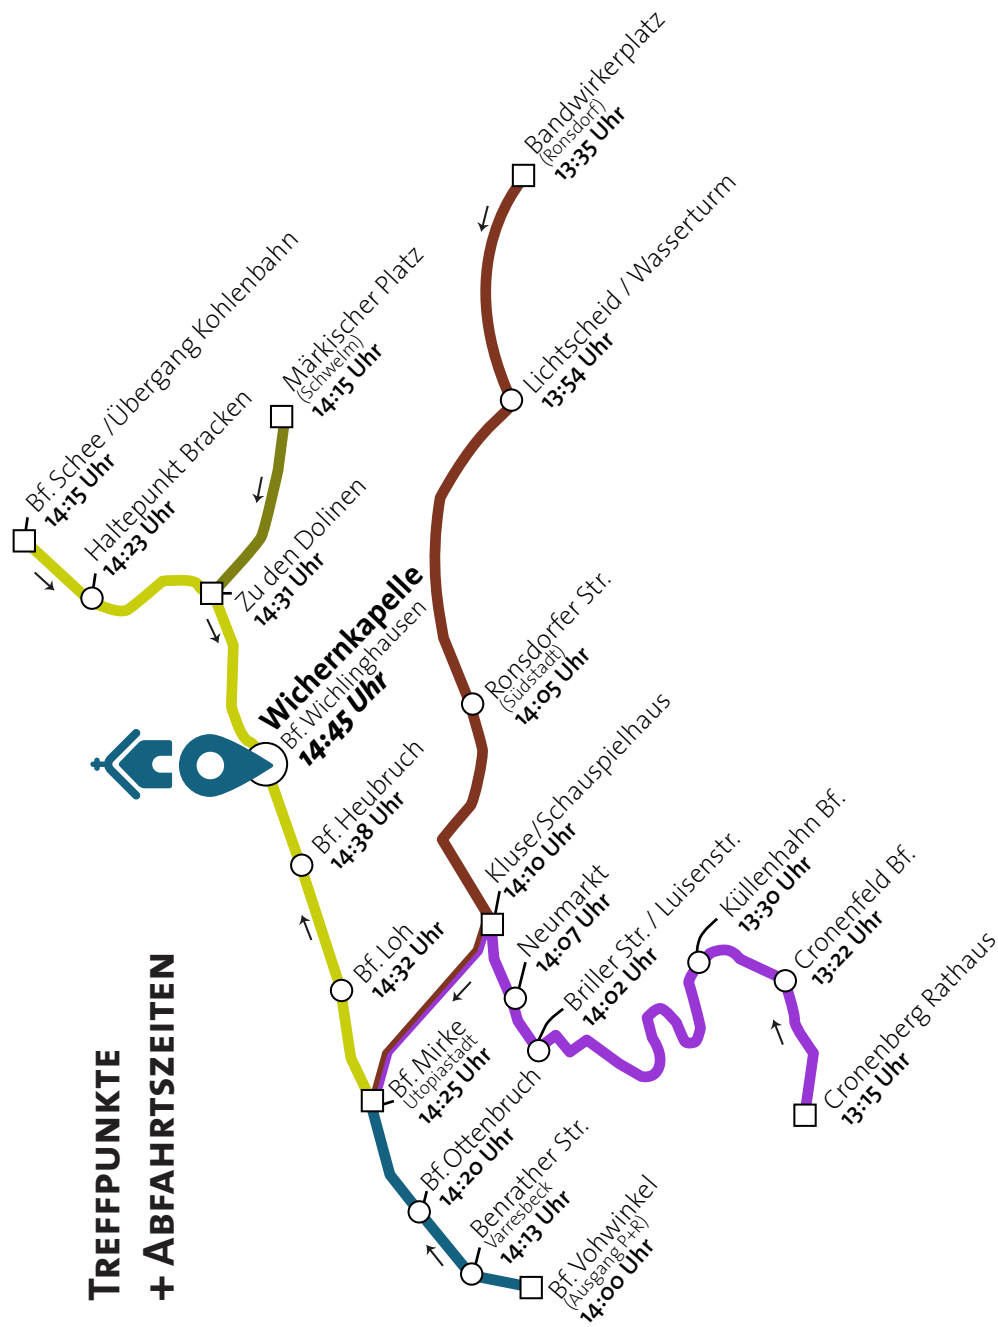 TREFFPUNKTE
+ ABFAHRTSZEITEN
Bf. Schee /Übergang Kohlenbahn
14:15 Uhr
Haltepunkt Bracken
14:23 Uhr
Märkischer Platz
(Schwelm)
14:15 Uhr
Zu den Dolinen
14:31 Uhr
Wichernkapelle
Bf. Wichlinghausen
14:45 Uhr
Bf. Heubruch
14:38 Uhr
Bf. Loh
14:32 Uhr
Bf. Mirke
Utopiastadt
14:25 Uhr
Bf. Ottenbruch
14:20 Uhr
Benrather Str.
Varresbeck
14:13 Uhr
Bf. Vohwinkel
(Ausgang P+R)
14:00 Uhr
Bandwirkerplatz
(Ronsdorf)
13:35 Uhr
Lichtscheid / Wasserturm
13:54 Uhr
Ronsdorfer Str.
(Südstadt)
14:05 Uhr
Kluse/Schauspielhaus
14:10 Uhr
Neumarkt
14:07 Uhr
Briller Str. / Luisenstr.
14:02 Uhr
Küllenhahn Bf.
13:30 Uhr
Cronenfeld Bf.
13:22 Uhr
Cronenberg Rathaus
13:15 Uhr